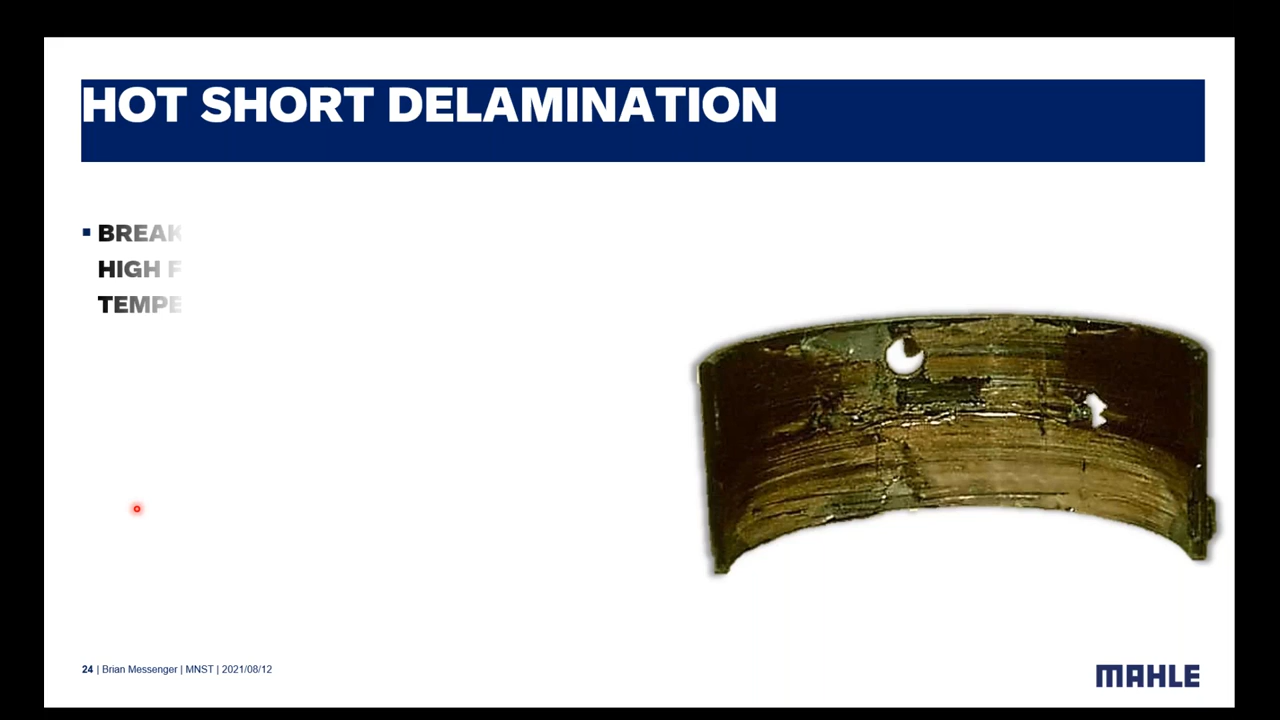 HOT SHORT DELAMINATION
▪ BREAK
HIGH F
TEMPE
24 | Brian Messenger | MNST | 2021/08/12
MAHLE